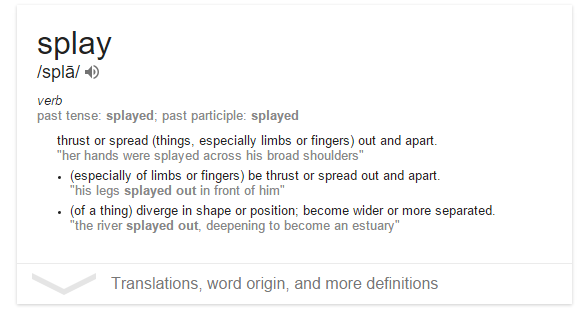 splay
/splā/
verb
past tense: splayed; past participle: splayed
thrust or spread (things, especially limbs or fingers) out and apart.
"her hands were splayed across his broad shoulders"
• (especially of limbs or fingers) be thrust or spread out and apart.
"his legs splayed out in front of him"
• (of a thing) diverge in shape or position; become wider or more separated.
"the river splayed out, deepening to become an estuary"
Translations, word origin, and more definitions